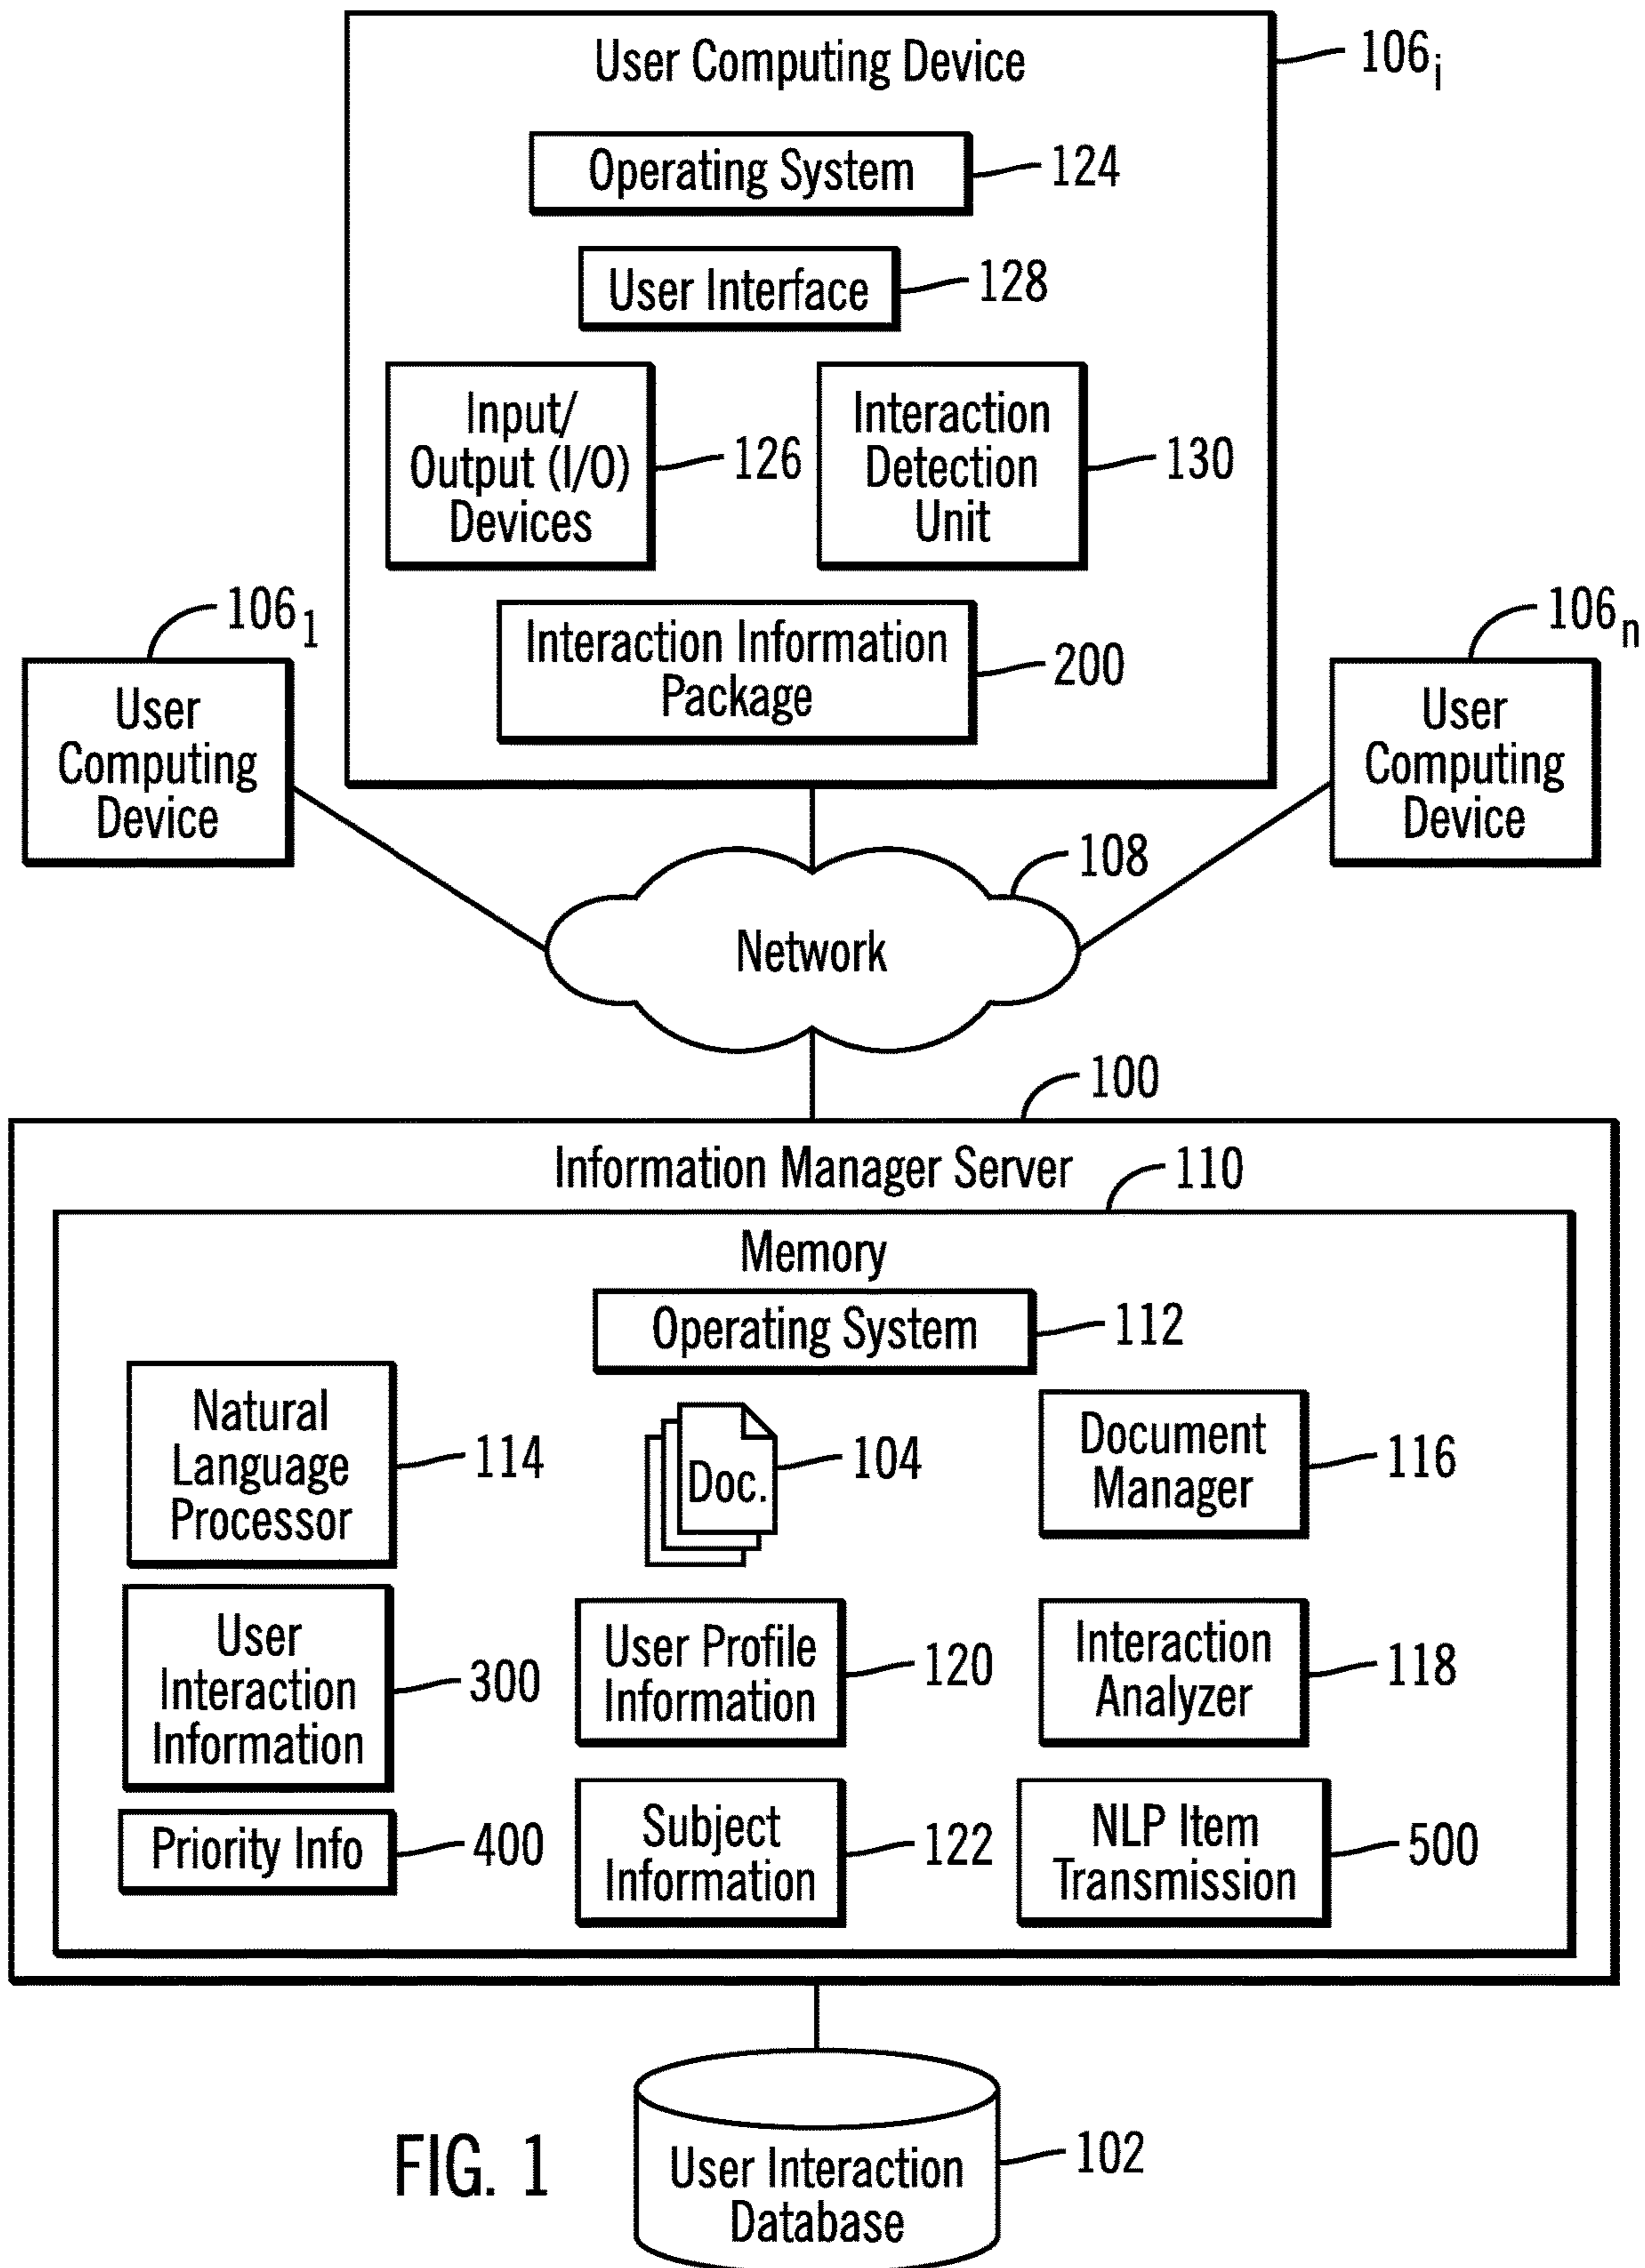 User Computing Device
106i
Operating System
124
User Interface
128
Input/
Output (I/O)
Devices
126
Interaction
Detection
Unit
130
Interaction Information
Package
200
1061
User
Computing
Device
106n
User
Computing
Device
108
Network
100
Information Manager Server
110
Memory
Operating System
112
Natural
Language
Processor
114
Doc.
104
Document
Manager
116
User
Interaction
Information
300
User Profile
Information
120
Interaction
Analyzer
118
Priority Info
400
Subject
Information
122
NLP Item
Transmission
500
User Interaction
Database
102
FIG. 1